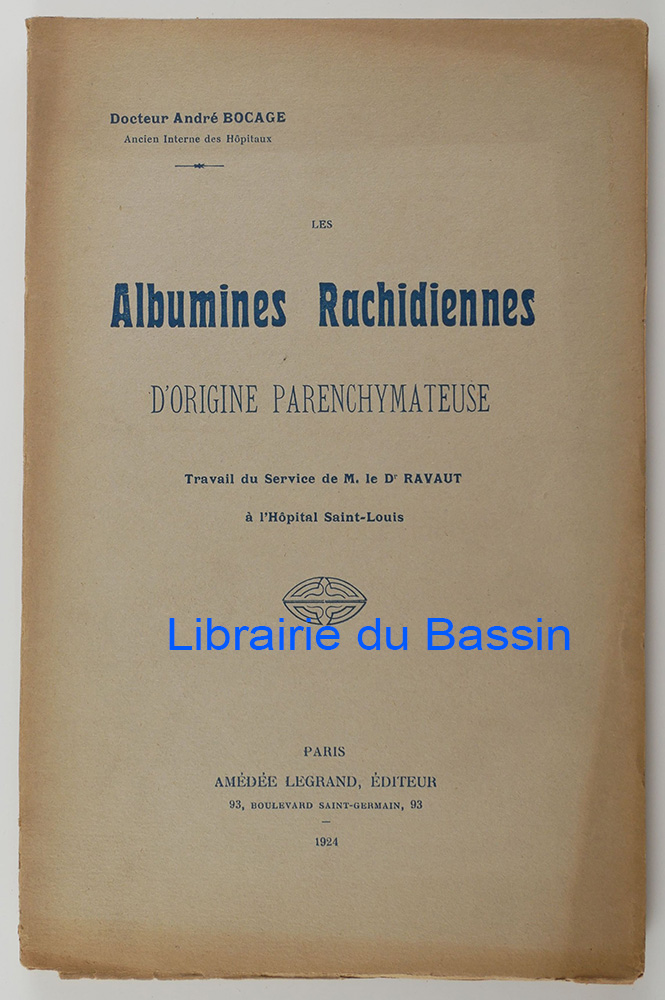 Docteur André BOCAGE
Ancien Interne des Hôpitaux
LES
Albumines Rachidiennes
D'ORIGINE PARENCHYMATEUSE
Travail du Service de M. le Dr RAVAUT
à l'Hôpital Saint-Louis
Librairie du Bassin
PARIS
AMÉDÉE LEGRAND, ÉDITEUR
93, BOULEVARD SAINT-GERMAIN, 93
1924